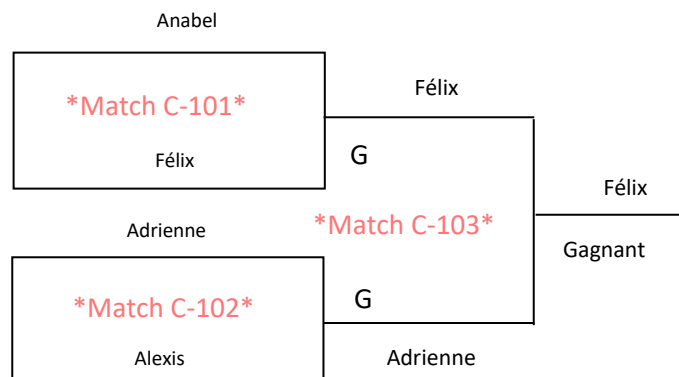 Anabel
*Match C-101*
Félix
Félix
G
Adrienne
*Match C-103*
Félix
Gagnant
*Match C-102*
G
Alexis
Adrienne